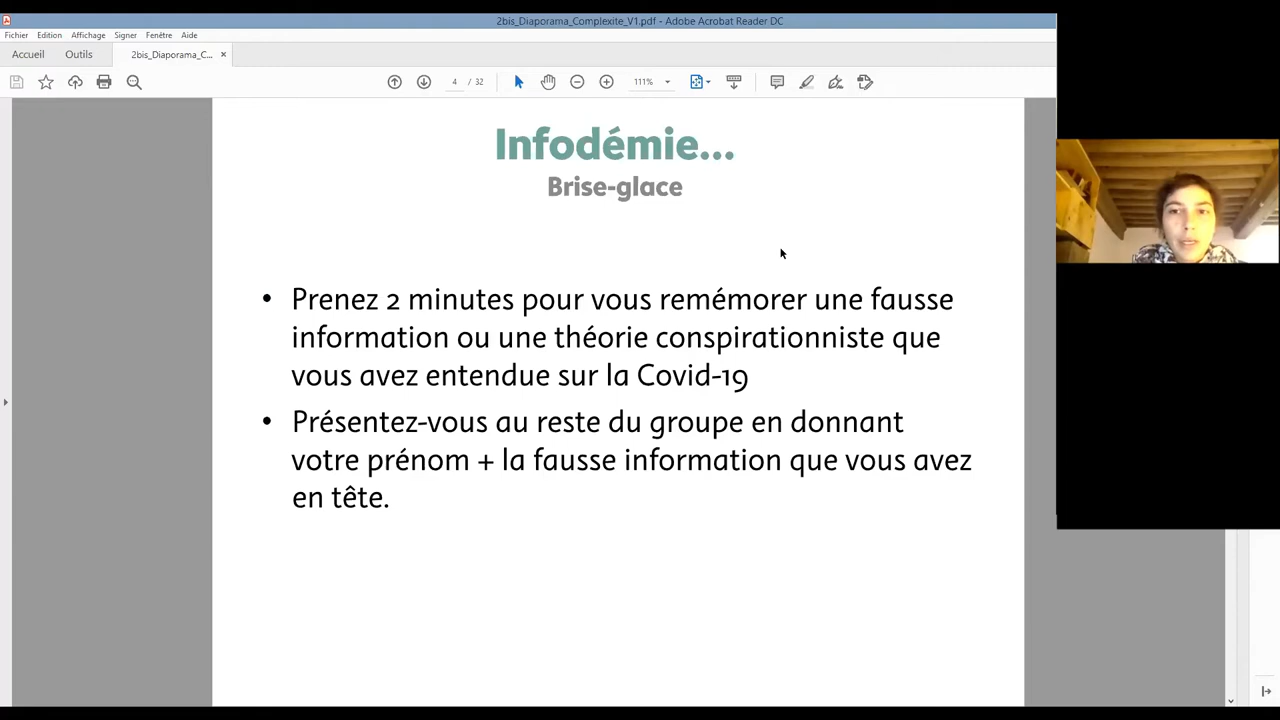 2bis_Diaporama_Complexite_V1.pdf - Adobe Acrobat Reader DC
Fichier Edition Affichage Signer Fenêtre Aide
Accueil Outils 2bis_Diaporama_C... ×
4 / 32 111%
Infodémie...
Brise-glace
• Prenez 2 minutes pour vous remémorer une fausse
information ou une théorie conspirationniste que
vous avez entendue sur la Covid-19
• Présentez-vous au reste du groupe en donnant
votre prénom + la fausse information que vous avez
en tête.